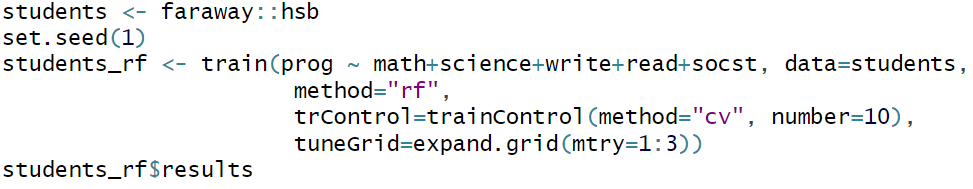 students <- faraway::hsb
set.seed(1)
students_rf <- train(prog ~ math+science+write+read+socst, data=students,
method="rf",
trControl=trainControl(method="cv", number=10),
tuneGrid=expand.grid(mtry=1:3))
students_rf$results